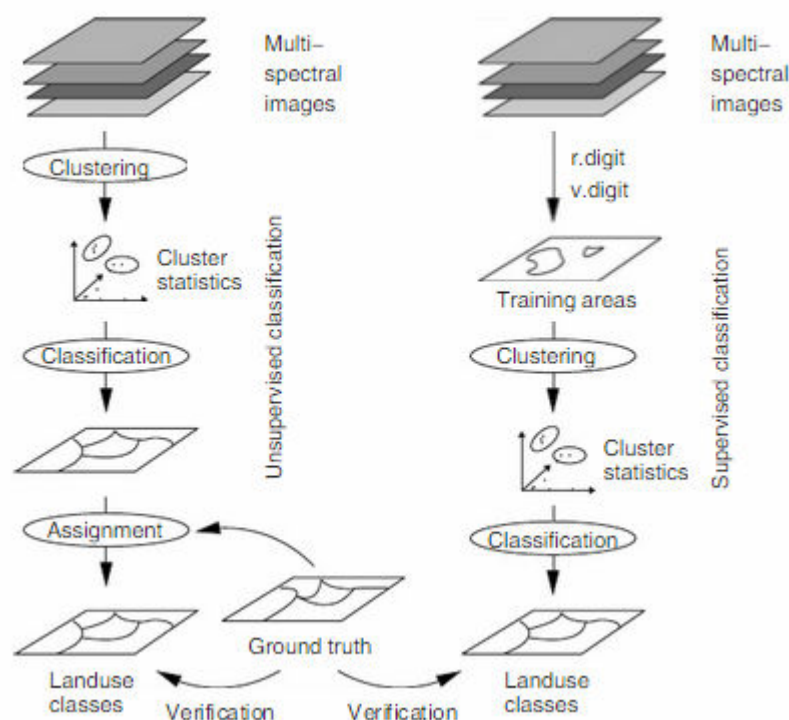 Multi–
spectral
images
Clustering
Cluster
statistics
Classification
Assignment
Landuse
classes
Unsupervised classification
Ground truth
Verification
Verification
Multi–
spectral
images
r.digit
v.digit
Training areas
Clustering
Cluster
statistics
Classification
Landuse
classes
Supervised classification